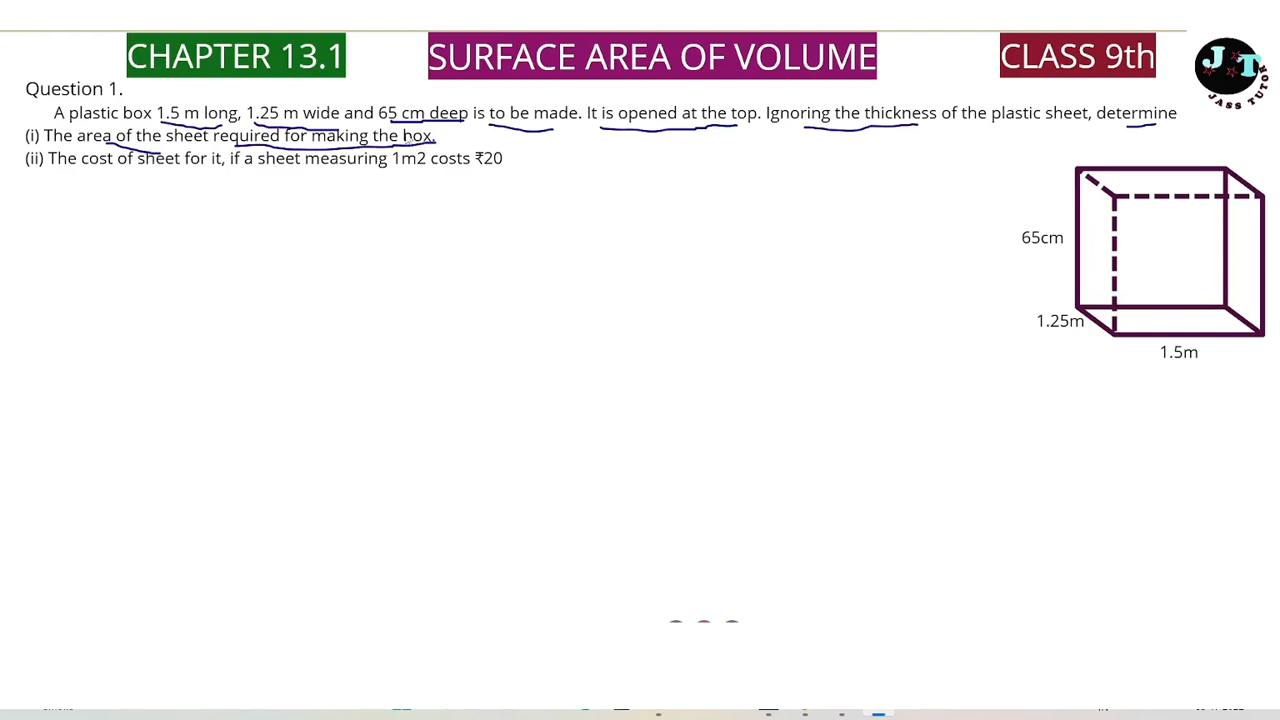 CHAPTER 13.1 SURFACE AREA OF VOLUME CLASS 9th
J T
JASS TUTOR
Question 1.
A plastic box 1.5 m long, 1.25 m wide and 65 cm deep is to be made. It is opened at the top. Ignoring the thickness of the plastic sheet, determine
(i) The area of the sheet required for making the box.
(ii) The cost of sheet for it, if a sheet measuring 1m2 costs ₹20
65cm
1.25m
1.5m